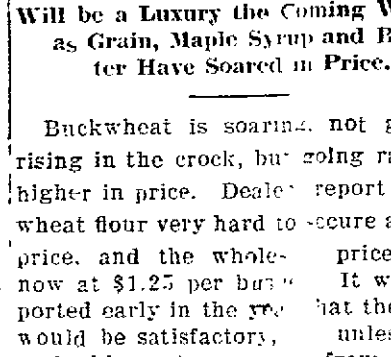 Will be a Luxury the Coming W
as Grain, Maple Syrup and B
ter Have Soared in Price.
Buckwheat is soaring. not g
rising in the crock, but going ra
higher in price. Dealer report
wheat flour very hard to secure a
price. and the whole- price
now at $1.25 per It w
ported early in the hat the
would be satisfactory, unles